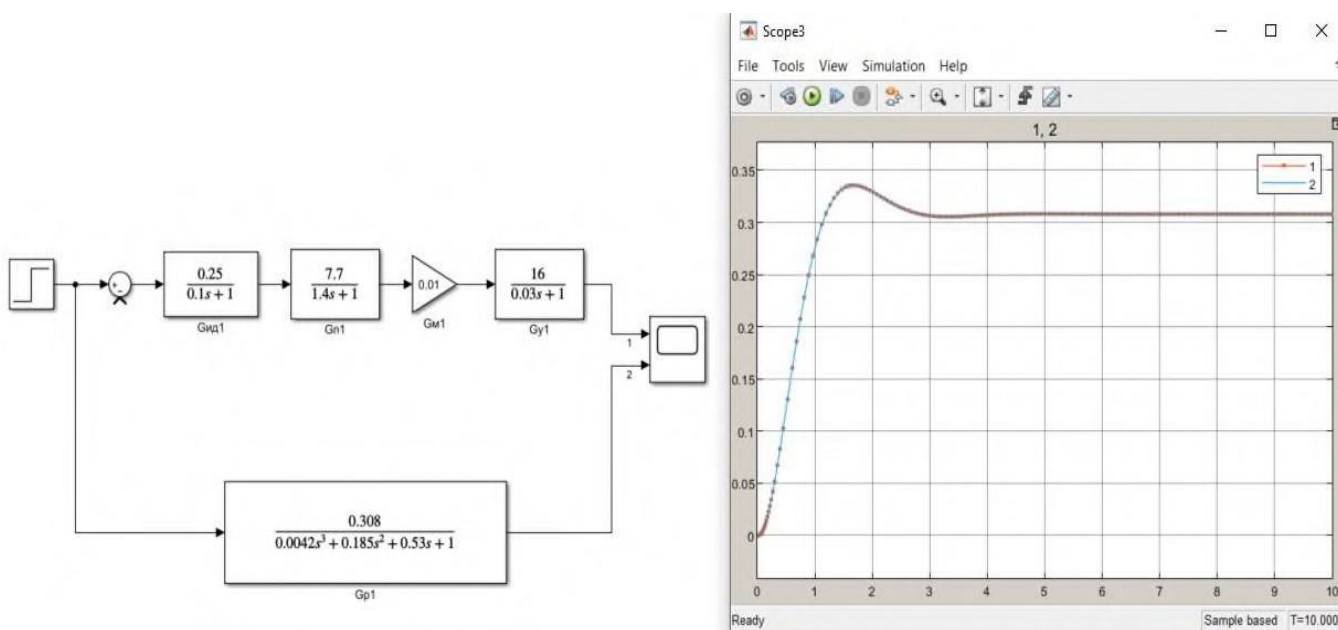 0.25
0.1s + 1
Gид1
7.7
1.4s + 1
Gп1
0.01
Gм1
16
0.03s + 1
Gу1
1
2
0.308
0.0042s³ + 0.185s² + 0.53s + 1
Gр1
Scope3
File Tools View Simulation Help
1, 2
1
2
0.35
0.3
0.25
0.2
0.15
0.1
0.05
0
0 1 2 3 4 5 6 7 8 9 10
Ready Sample based T=10.000